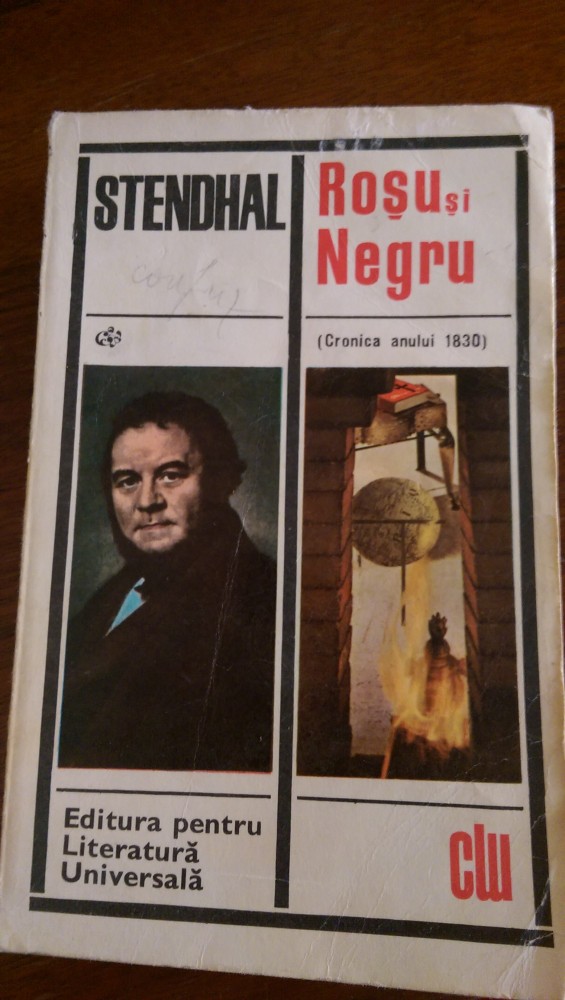 STENDHAL
Roșu și
Negru
(Cronica anului 1830)
Editura pentru
Literatură
Universală
clu